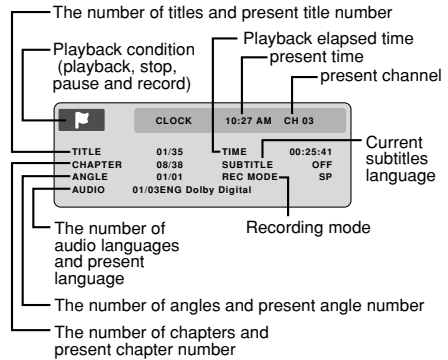 The number of titles and present title number
Playback condition
(playback, stop,
pause and record)
Playback elapsed time
present time
present channel
CLOCK 10:27 AM CH 03
TITLE 01/35 TIME 00:25:41
CHAPTER 08/38 SUBTITLE OFF
ANGLE 01/01 REC MODE SP
AUDIO 01/03ENG Dolby Digital
Current
subtitles
language
The number of
audio languages
and present
language
Recording mode
The number of angles and present angle number
The number of chapters and
present chapter number